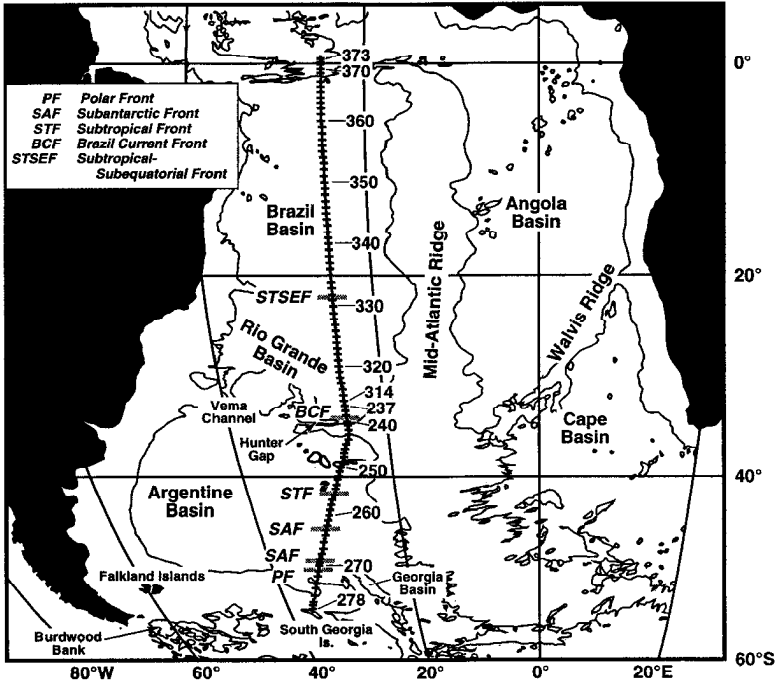 373
0°
370
PF Polar Front
SAF Subantarctic Front
STF Subtropical Front
BCF Brazil Current Front
STSEF Subtropical-
Subequatorial Front
360
350
Brazil
Basin
Angola
Basin
340
Mid-Atlantic Ridge
20°
STSEF
330
Walvis Ridge
Rio Grande
Basin
320
314
Vema
Channel
BCF
237
240
Cape
Basin
Hunter
Gap
250
40°
Argentine
Basin
STF
260
SAF
SAF
270
PF
Falkland Islands
Georgia
Basin
278
South Georgia
Is.
Burdwood
Bank
80°W 60° 40° 20° 0° 20°E 60°S